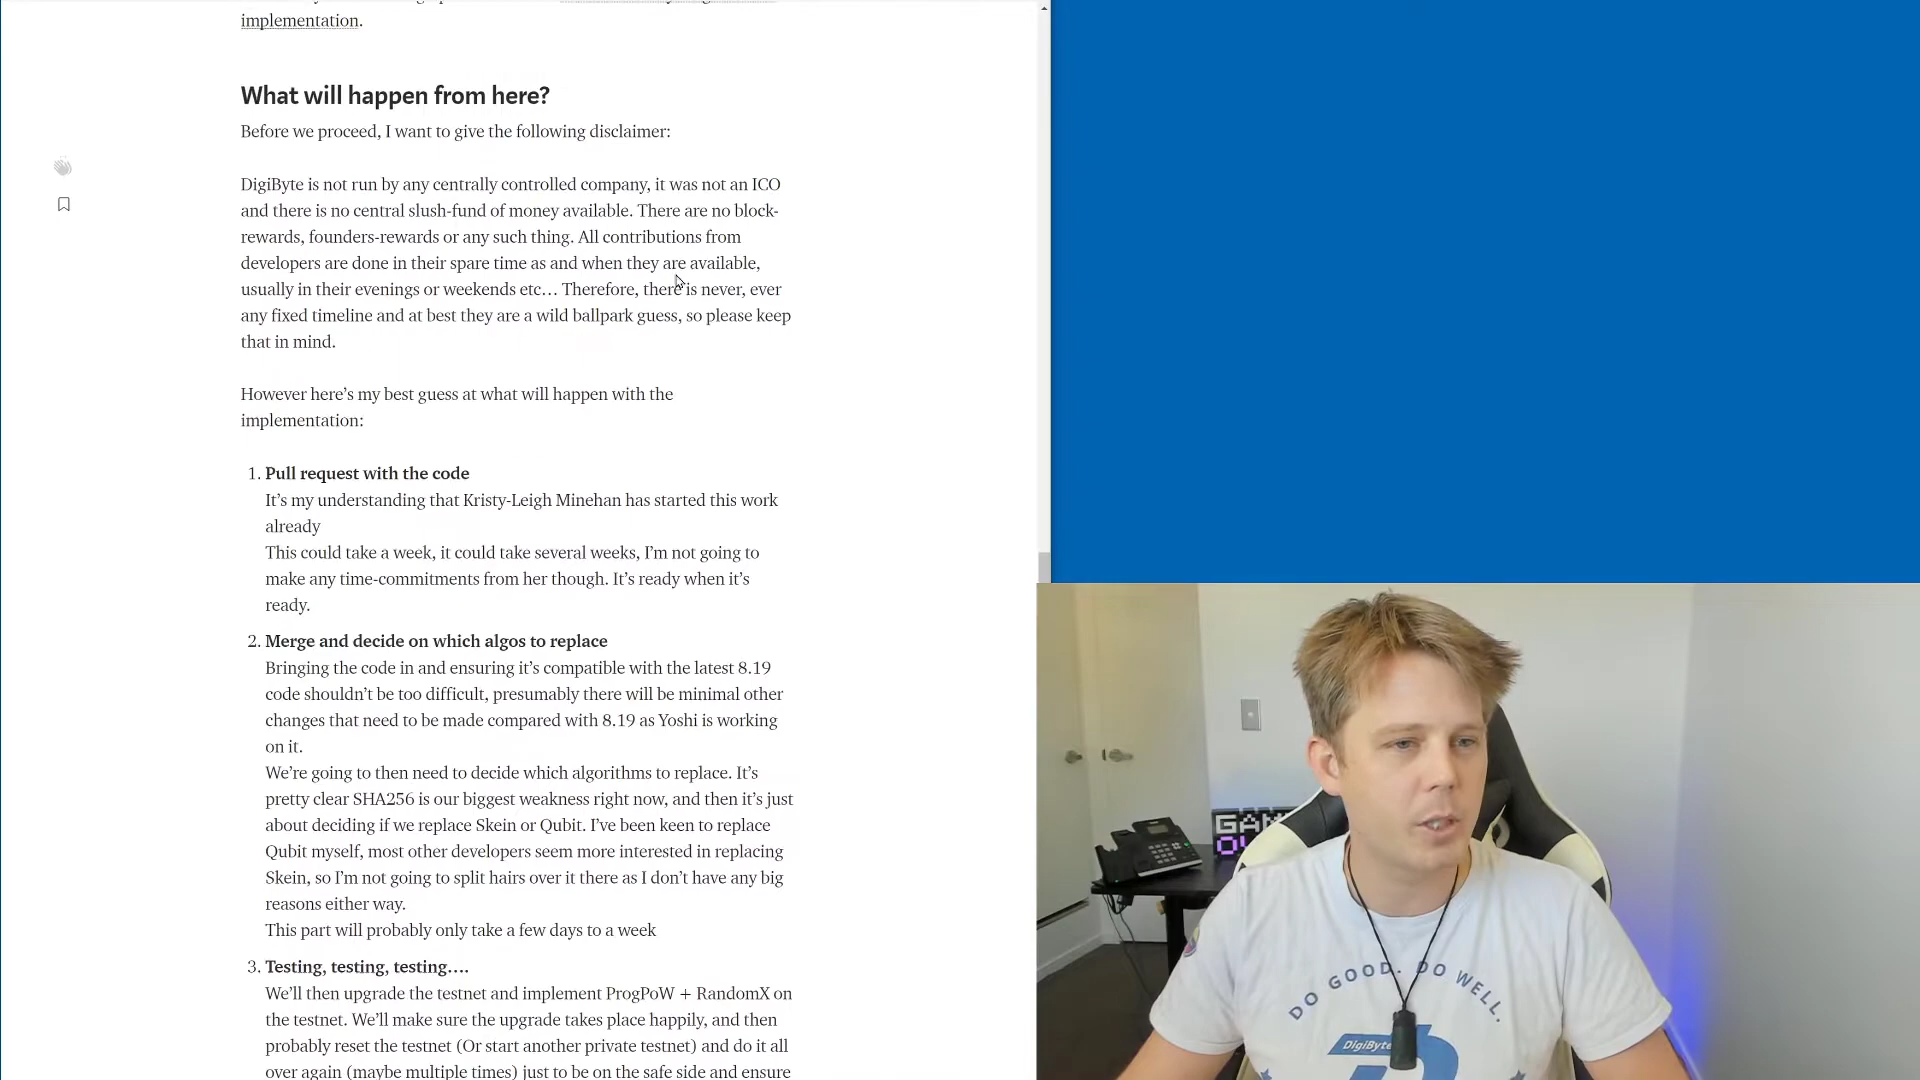 implementation.
What will happen from here?
Before we proceed, I want to give the following disclaimer:
DigiByte is not run by any centrally controlled company, it was not an ICO
and there is no central slush-fund of money available. There are no block-
rewards, founders-rewards or any such thing. All contributions from
developers are done in their spare time as and when they are available,
usually in their evenings or weekends etc… Therefore, there is never, ever
any fixed timeline and at best they are a wild ballpark guess, so please keep
that in mind.
However here's my best guess at what will happen with the
implementation:
1. Pull request with the code
It's my understanding that Kristy-Leigh Minehan has started this work
already
This could take a week, it could take several weeks, I'm not going to
make any time-commitments from her though. It's ready when it's
ready.
2. Merge and decide on which algos to replace
Bringing the code in and ensuring it's compatible with the latest 8.19
code shouldn't be too difficult, presumably there will be minimal other
changes that need to be made compared with 8.19 as Yoshi is working
on it.
We're going to then need to decide which algorithms to replace. It's
pretty clear SHA256 is our biggest weakness right now, and then it's just
about deciding if we replace Skein or Qubit. I've been keen to replace
Qubit myself, most other developers seem more interested in replacing
Skein, so I'm not going to split hairs over it there as I don't have any big
reasons either way.
This part will probably only take a few days to a week
3. Testing, testing, testing….
We'll then upgrade the testnet and implement ProgPoW + RandomX on
the testnet. We'll make sure the upgrade takes place happily, and then
probably reset the testnet (Or start another private testnet) and do it all
over again (maybe multiple times) just to be on the safe side and ensure
GAM
DO GOOD. DO WELL.
DigiByte